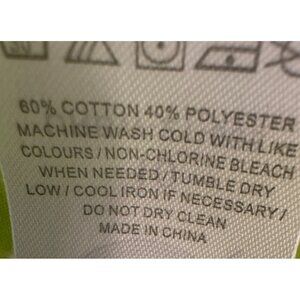 60% COTTON 40% POLYESTER
MACHINE WASH COLD WITH LIKE
COLOURS / NON-CHLORINE BLEACH
WHEN NEEDED / TUMBLE DRY
LOW / COOL IRON IF NECESSARY /
DO NOT DRY CLEAN
MADE IN CHINA